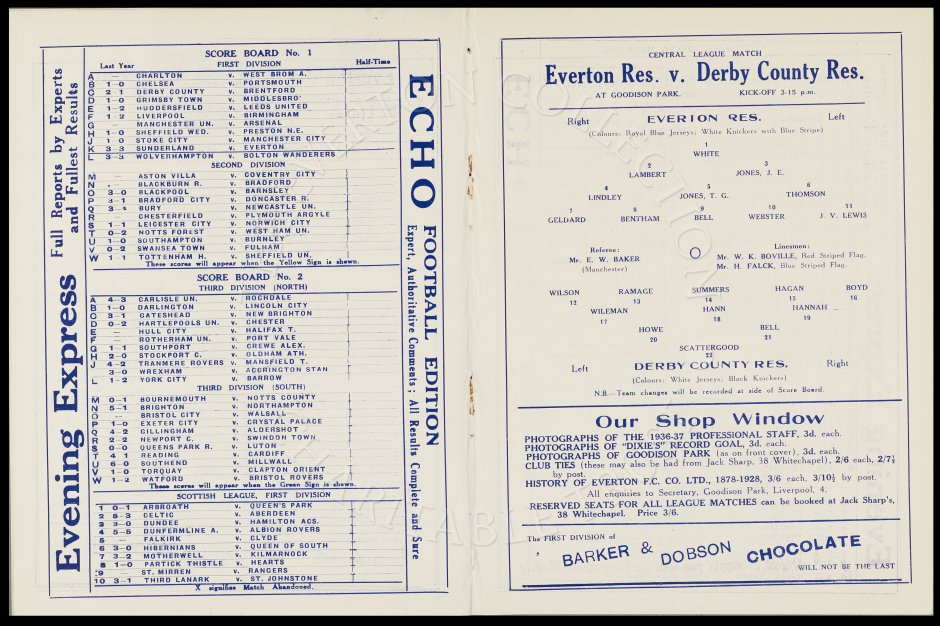 Evening Express Full Reports by Experts
and Fullest Results
SCORE BOARD No. 1
Last Year FIRST DIVISION Half-Time
A — CHARLTON v. WEST BROM A.
B 1-0 CHELSEA v. PORTSMOUTH
C 2 1 DERBY COUNTY v. BRENTFORD
D 1-0 GRIMSBY TOWN v. MIDDLESBRO'
E 1-2 HUDDERSFIELD v. LEEDS UNITED
F 1-2 LIVERPOOL v. BIRMINGHAM
G — MANCHESTER UN. v. ARSENAL
H 1-0 SHEFFIELD WED. v. PRESTON N.E.
J 1-0 STOKE CITY v. MANCHESTER CITY
K 3-3 SUNDERLAND v. EVERTON
L 3-3 WOLVERHAMPTON v. BOLTON WANDERERS
SECOND DIVISION
M — ASTON VILLA v. COVENTRY CITY
N — BLACKBURN R. v. BRADFORD
O 3-0 BLACKPOOL v. BARNSLEY
P 3-1 BRADFORD CITY v. DONCASTER R.
Q BURY v. NEWCASTLE UN.
R — CHESTERFIELD v. PLYMOUTH ARGYLE
S 1-1 LEICESTER CITY v. NORWICH CITY
T 0-2 NOTTS FOREST v. WEST HAM UN.
U 1-0 SOUTHAMPTON v. BURNLEY
V 0-2 SWANSEA TOWN v. FULHAM
W 1-1 TOTTENHAM H. v. SHEFFIELD UN.
These scores will appear when the Yellow Sign is shewn.
SCORE BOARD No. 2
THIRD DIVISION (NORTH)
A 4-3 CARLISLE UN. v. ROCHDALE
B 1-0 DARLINGTON v. LINCOLN CITY
C 3-1 GATESHEAD v. NEW BRIGHTON
D 0-2 HARTLEPOOLS UN. v. CHESTER
E — HULL CITY v. HALIFAX T.
F — ROTHERHAM UN. v. PORT VALE
G 1-1 SOUTHPORT v. CREWE ALEX.
H 2-0 STOCKPORT C. v. OLDHAM ATH.
J 4-2 TRANMERE ROVERS v. MANSFIELD T.
3-0 WREXHAM v. ACCRINGTON STAN
L 1-2 YORK CITY v. BARROW
THIRD DIVISION (SOUTH)
M 0-1 BOURNEMOUTH v. NOTTS COUNTY
N 5-1 BRIGHTON v. NORTHAMPTON
O — BRISTOL CITY v. WALSALL
P 1-0 EXETER CITY v. CRYSTAL PALACE
Q 4-2 GILLINGHAM v. ALDERSHOT
R 2-2 NEWPORT C. v. SWINDON TOWN
S 0-0 QUEENS PARK R. v. LUTON
4 1 READING v. CARDIFF
U 6-0 SOUTHEND v. MILLWALL
V 1-0 TORQUAY v. CLAPTON ORIENT
W 1-2 WATFORD v. BRISTOL ROVERS
These scores will appear when the Green Sign is shewn.
SCOTTISH LEAGUE, FIRST DIVISION
1 0-1 ARBROATH v. QUEEN'S PARK
2 5-3 CELTIC v. ABERDEEN
3 3-0 DUNDEE v. HAMILTON ACS.
4 5-5 DUNFERMLINE A. v. ALBION ROVERS
5 — FALKIRK v. CLYDE
6 3-0 HIBERNIANS v. QUEEN OF SOUTH
7 3-2 MOTHERWELL v. KILMARNOCK
8 1-0 PARTICK THISTLE v. HEARTS
9 ST. MIRREN v. RANGERS
10 3-1 THIRD LANARK v. ST. JOHNSTONE
X signifies Match Abandoned.
ECHO FOOTBALL EDITION
Expert, Authoritative Comments; All Results Complete and Sure
CENTRAL LEAGUE MATCH
Everton Res. v. Derby County Res.
AT GOODISON PARK. KICK-OFF 3-15 p.m.
Right EVERTON RES. Left
(Colours: Royal Blue Jerseys; White Knickers with Blue Stripe)
1
WHITE
2 3
LAMBERT JONES, J. E.
4 5 6
LINDLEY JONES, T. G. THOMSON
7 8 9 10 11
GELDARD BENTHAM BELL WEBSTER J. V. LEWIS
Referee: Linesmen:
Mr. E. W. BAKER Mr. W. K. BOVILLE, Red Striped Flag.
(Manchester) Mr. H. FALCK, Blue Striped Flag.
WILSON RAMAGE SUMMERS HAGAN BOYD
12 13 14 15 16
WILEMAN HANN HANNAH
17 18 19
HOWE BELL
20 21
SCATTERGOOD
22
DERBY COUNTY RES.
Left Right
(Colours: White Jerseys; Black Knickers)
N.B.—Team changes will be recorded at side of Score Board.
Our Shop Window
PHOTOGRAPHS OF THE 1936-37 PROFESSIONAL STAFF, 3d. each.
PHOTOGRAPHS OF "DIXIE'S" RECORD GOAL, 3d. each.
PHOTOGRAPHS OF GOODISON PARK (as on front cover), 3d. each.
CLUB TIES (these may also be had from Jack Sharp, 38 Whitechapel), 2/6 each, 2/7½
by post.
HISTORY OF EVERTON F.C. CO. LTD., 1878-1928, 3/6 each. 3/10½ by post.
All enquiries to Secretary, Goodison Park, Liverpool, 4.
RESERVED SEATS FOR ALL LEAGUE MATCHES can be booked at Jack Sharp's,
38 Whitechapel. Price 3/6.
The FIRST DIVISION of
BARKER & DOBSON CHOCOLATE
WILL NOT BE THE LAST